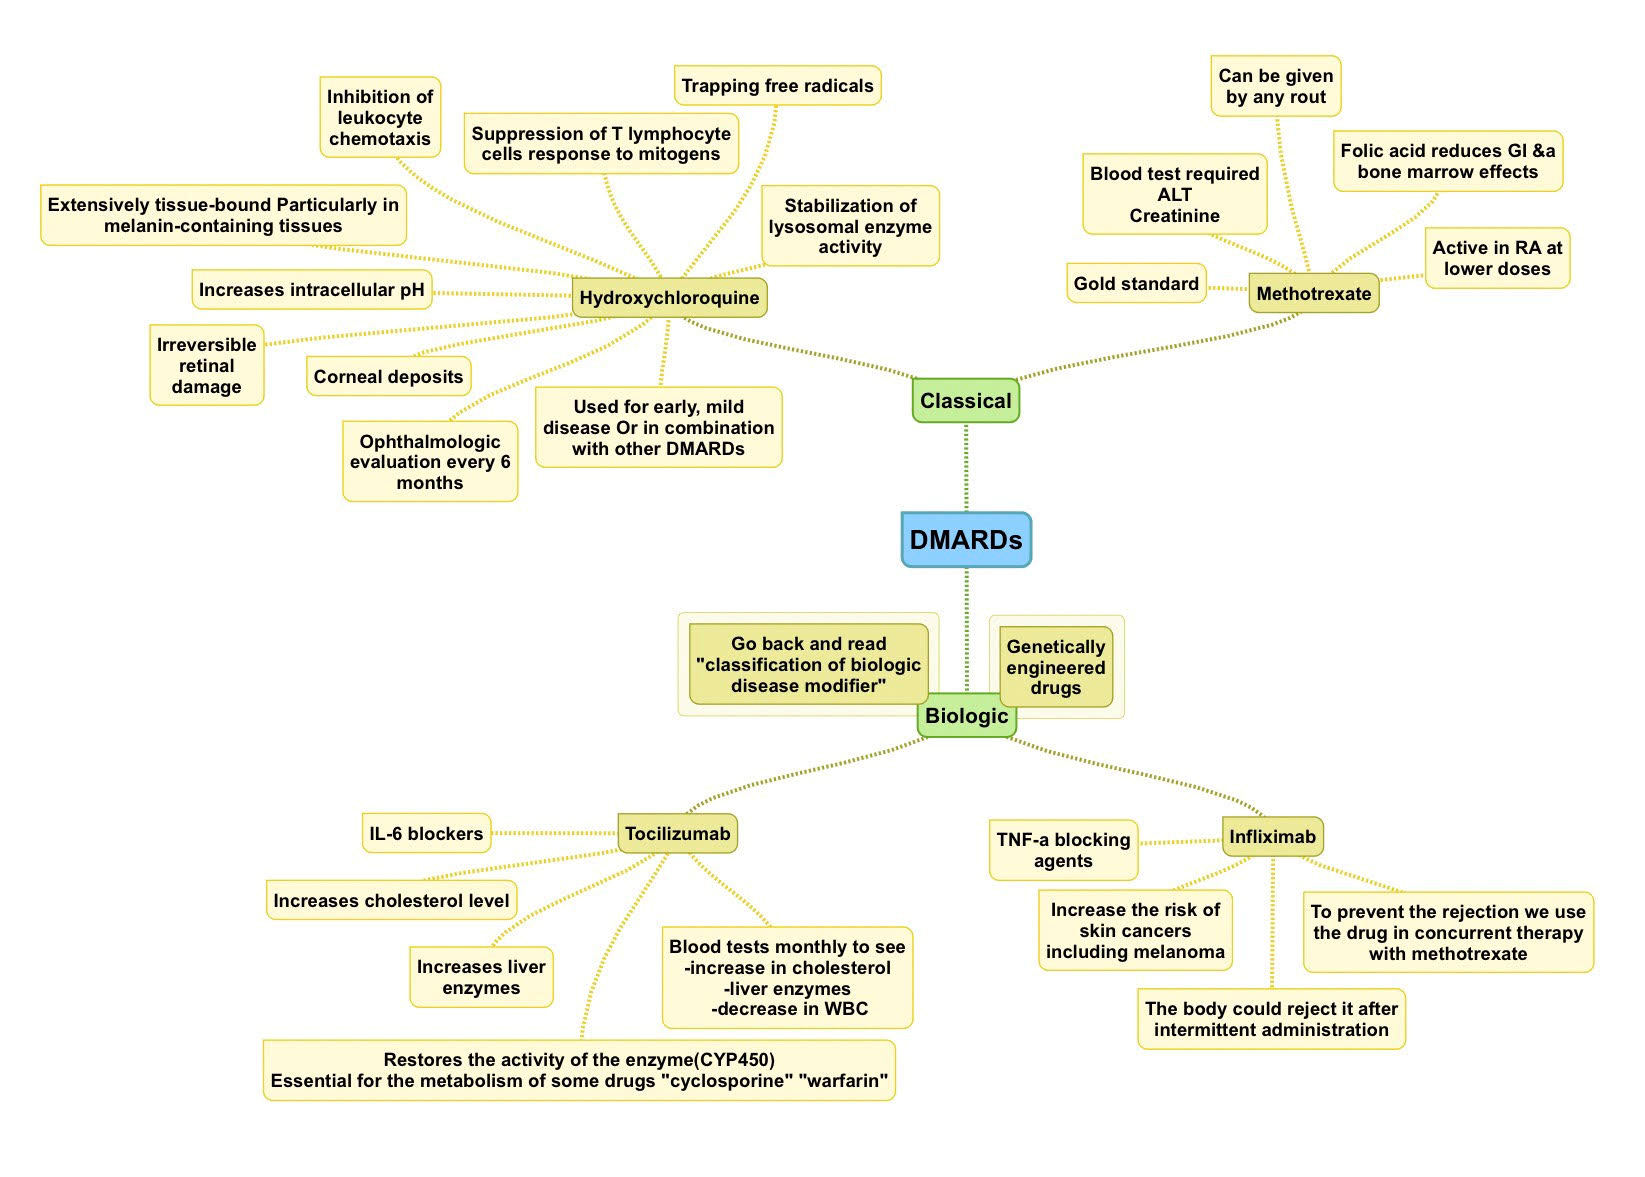 Trapping free radicals
Inhibition of
leukocyte
chemotaxis
Suppression of T lymphocyte
cells response to mitogens
Extensively tissue-bound Particularly in
melanin-containing tissues
Stabilization of
lysosomal enzyme
activity
Increases intracellular pH
Hydroxychloroquine
Irreversible
retinal
damage
Corneal deposits
Ophthalmologic
evaluation every 6
months
Used for early, mild
disease Or in combination
with other DMARDs
Can be given
by any rout
Folic acid reduces GI &a
bone marrow effects
Blood test required
ALT
Creatinine
Active in RA at
lower doses
Gold standard
Methotrexate
Classical
DMARDs
Go back and read
"classification of biologic
disease modifier"
Genetically
engineered
drugs
Biologic
IL-6 blockers
Tocilizumab
Increases cholesterol level
Increases liver
enzymes
Blood tests monthly to see
-increase in cholesterol
-liver enzymes
-decrease in WBC
Restores the activity of the enzyme(CYP450)
Essential for the metabolism of some drugs "cyclosporine" "warfarin"
TNF-a blocking
agents
Infliximab
Increase the risk of
skin cancers
including melanoma
To prevent the rejection we use
the drug in concurrent therapy
with methotrexate
The body could reject it after
intermittent administration